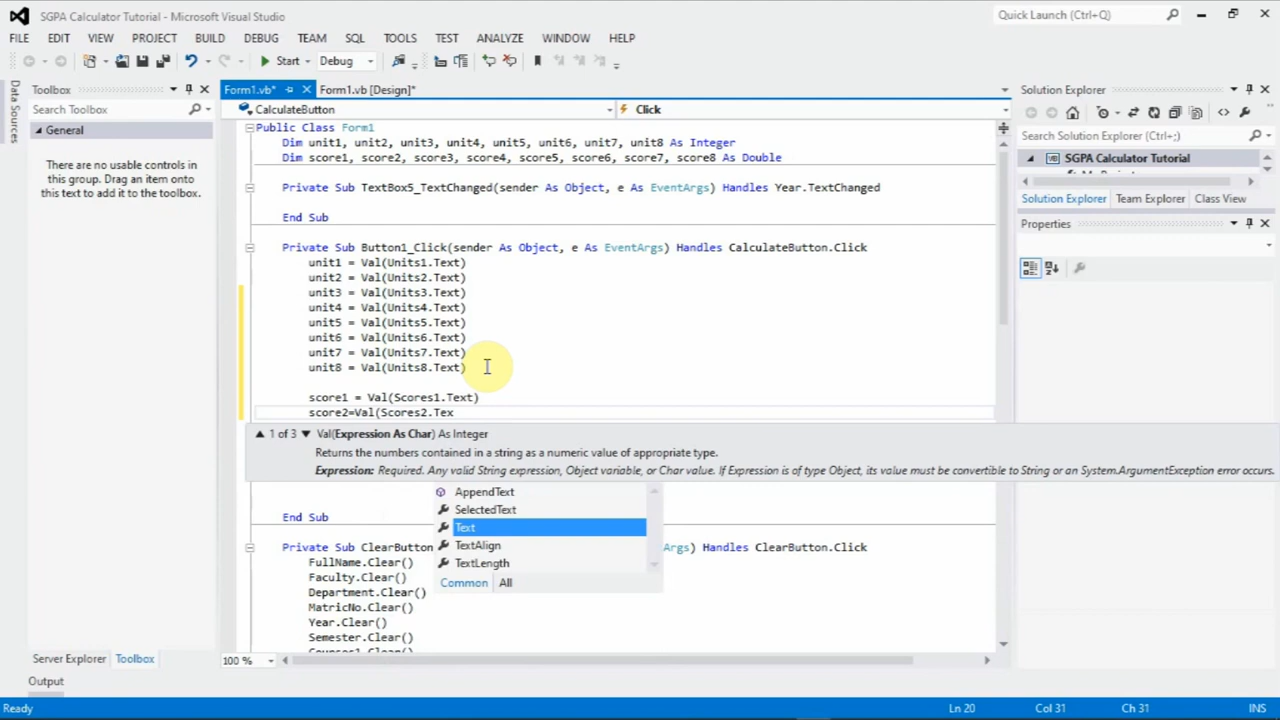 SGPA Calculator Tutorial - Microsoft Visual Studio
Quick Launch (Ctrl+Q)
FILE EDIT VIEW PROJECT BUILD DEBUG TEAM SQL TOOLS TEST ANALYZE WINDOW HELP
Start Debug
Data Sources
Toolbox
Search Toolbox
General
There are no usable controls in
this group. Drag an item onto
this text to add it to the toolbox.
Server Explorer Toolbox
Form1.vb* Form1.vb [Design]*
CalculateButton Click
Public Class Form1
Dim unit1, unit2, unit3, unit4, unit5, unit6, unit7, unit8 As Integer
Dim score1, score2, score3, score4, score5, score6, score7, score8 As Double
Private Sub TextBox5_TextChanged(sender As Object, e As EventArgs) Handles Year.TextChanged
End Sub
Private Sub Button1_Click(sender As Object, e As EventArgs) Handles CalculateButton.Click
unit1 = Val(Units1.Text)
unit2 = Val(Units2.Text)
unit3 = Val(Units3.Text)
unit4 = Val(Units4.Text)
unit5 = Val(Units5.Text)
unit6 = Val(Units6.Text)
unit7 = Val(Units7.Text)
unit8 = Val(Units8.Text)
score1 = Val(Scores1.Text)
score2=Val(Scores2.Tex
1 of 3 Val(Expression As Char) As Integer
Returns the numbers contained in a string as a numeric value of appropriate type.
Expression: Required. Any valid String expression, Object variable, or Char value. If Expression is of type Object, its value must be convertible to String or an System.ArgumentException error occurs.
AppendText
SelectedText
Text
TextAlign
TextLength
Common All
End Sub
Private Sub ClearButton Args) Handles ClearButton.Click
FullName.Clear()
Faculty.Clear()
Department.Clear()
MatricNo.Clear()
Year.Clear()
Semester.Clear()
100 %
Solution Explorer
Search Solution Explorer (Ctrl+;)
SGPA Calculator Tutorial
Solution Explorer Team Explorer Class View
Properties
Output
Ready Ln 20 Col 31 Ch 31 INS